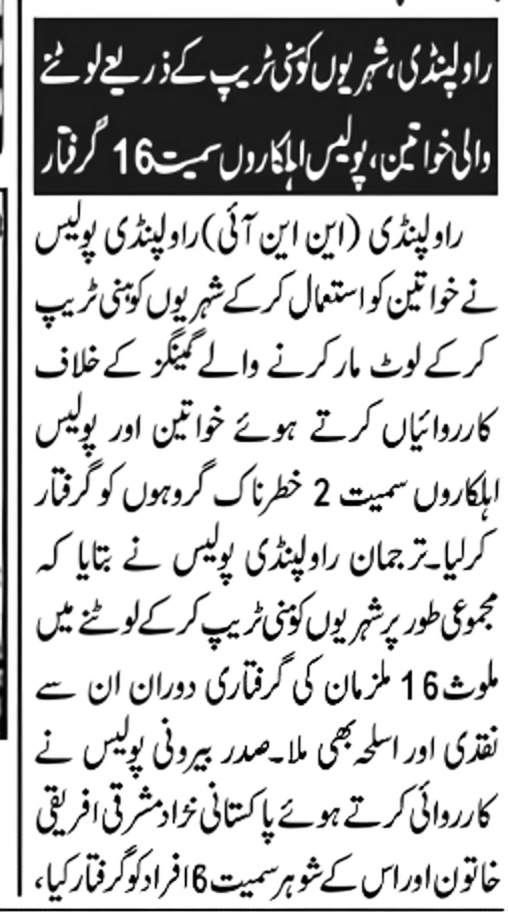 راولپنڈی، شہریوں کو ہنی ٹریپ کے ذریعے لوٹنے
والی خواتین، پولیس اہلکاروں سمیت 16 گرفتار
راولپنڈی (این این آئی) راولپنڈی پولیس
نے خواتین کو استعمال کر کے شہریوں کو ہنی ٹریپ
کر کے لوٹ مار کرنے والے گینگز کے خلاف
کارروائیاں کرتے ہوئے خواتین اور پولیس
اہلکاروں سمیت 2 خطرناک گروہوں کو گرفتار
کرلیا۔ ترجمان راولپنڈی پولیس نے بتایا کہ
مجموعی طور پر شہریوں کو ہنی ٹریپ کر کے لوٹنے میں
ملوث 16 ملزمان کی گرفتاری دوران ان سے
نقدی اور اسلحہ بھی ملا۔ صدر بیرونی پولیس نے
کارروائی کرتے ہوئے پاکستانی نژاد مشرقی افریقی
خاتون اور اس کے شوہر سمیت 6 افراد کو گرفتار کیا،